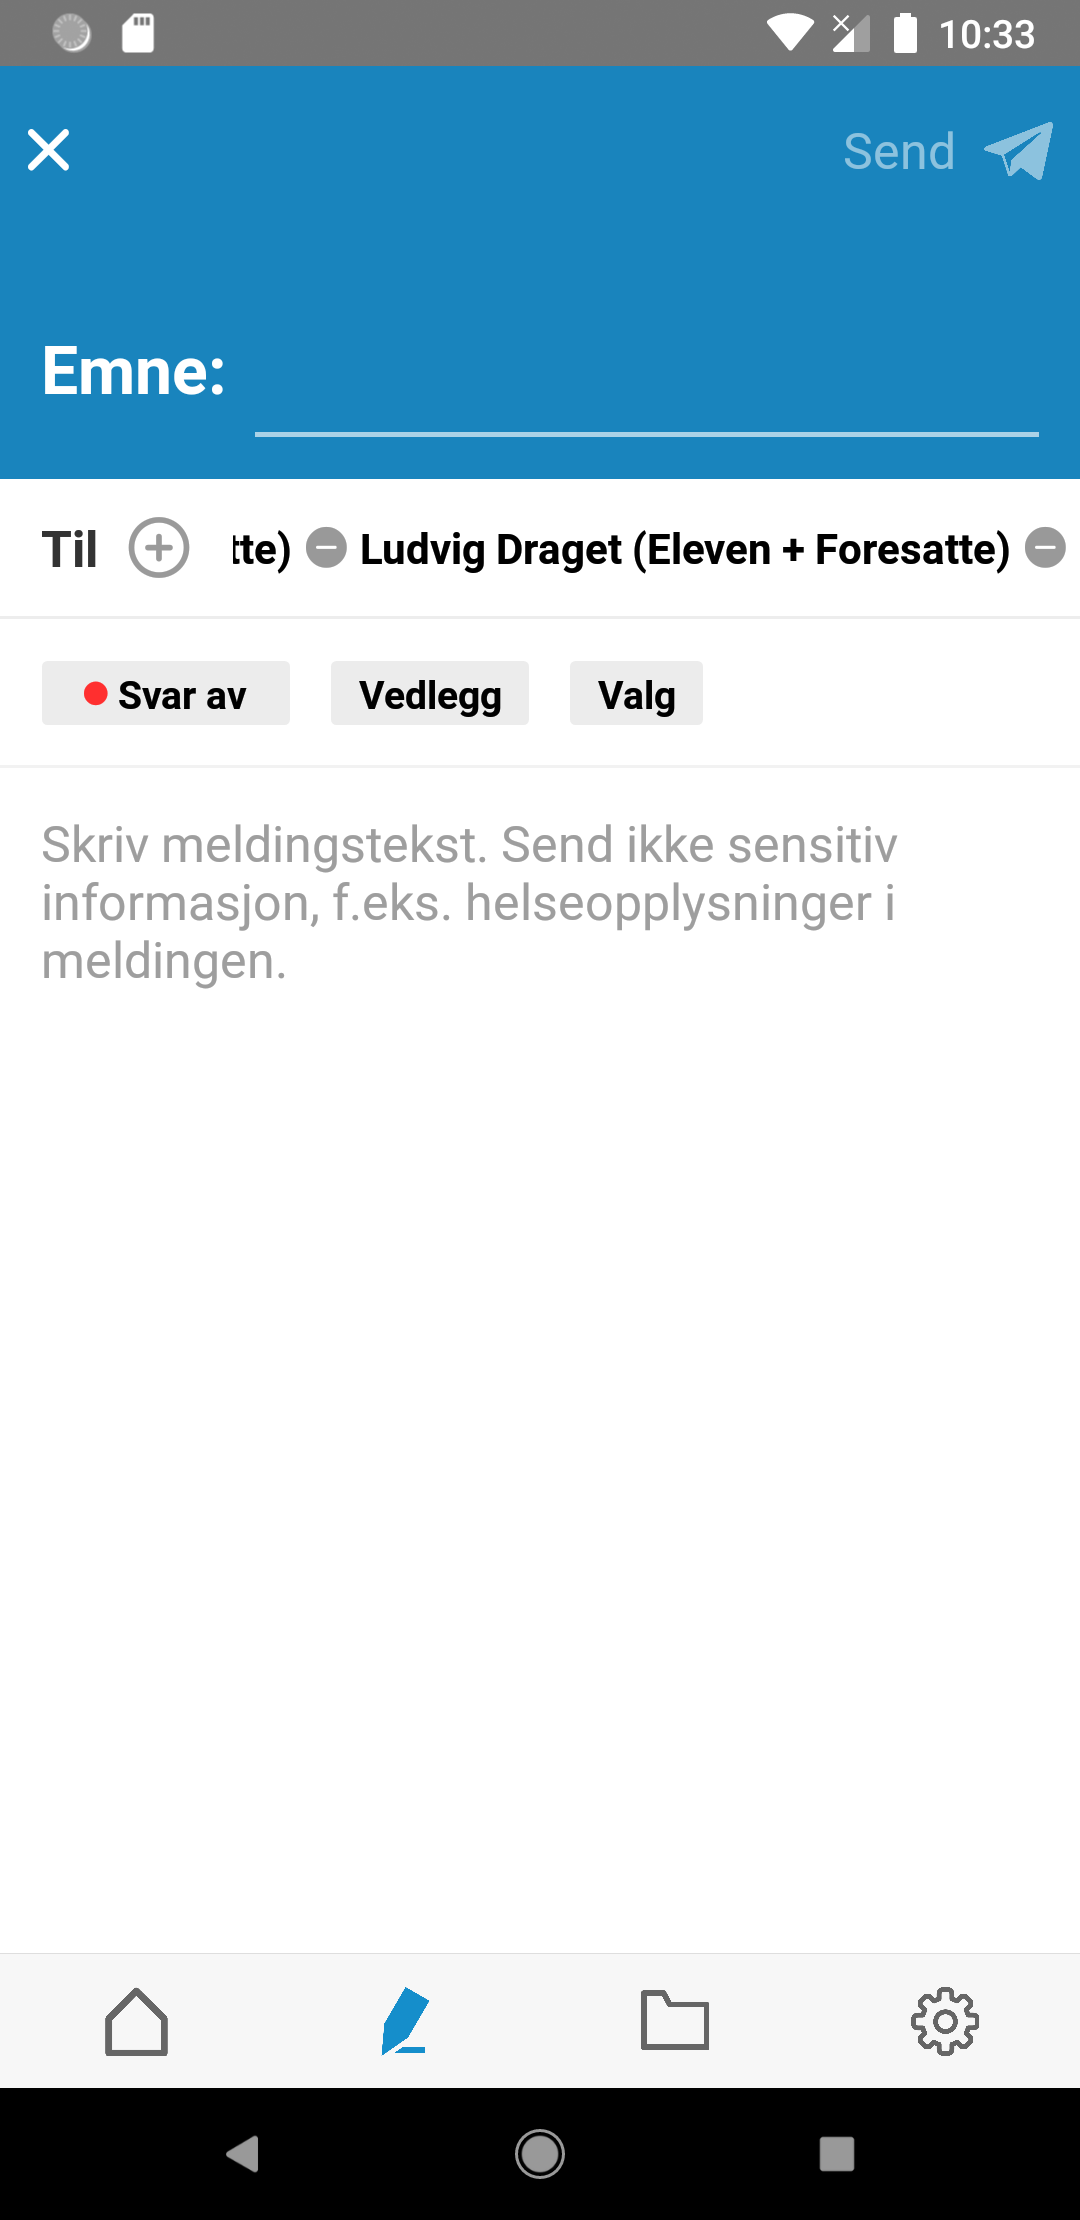 10:33
Send
Emne:
Til tte) Ludvig Draget (Eleven + Foresatte)
Svar av Vedlegg Valg
Skriv meldingstekst. Send ikke sensitiv
informasjon, f.eks. helseopplysninger i
meldingen.